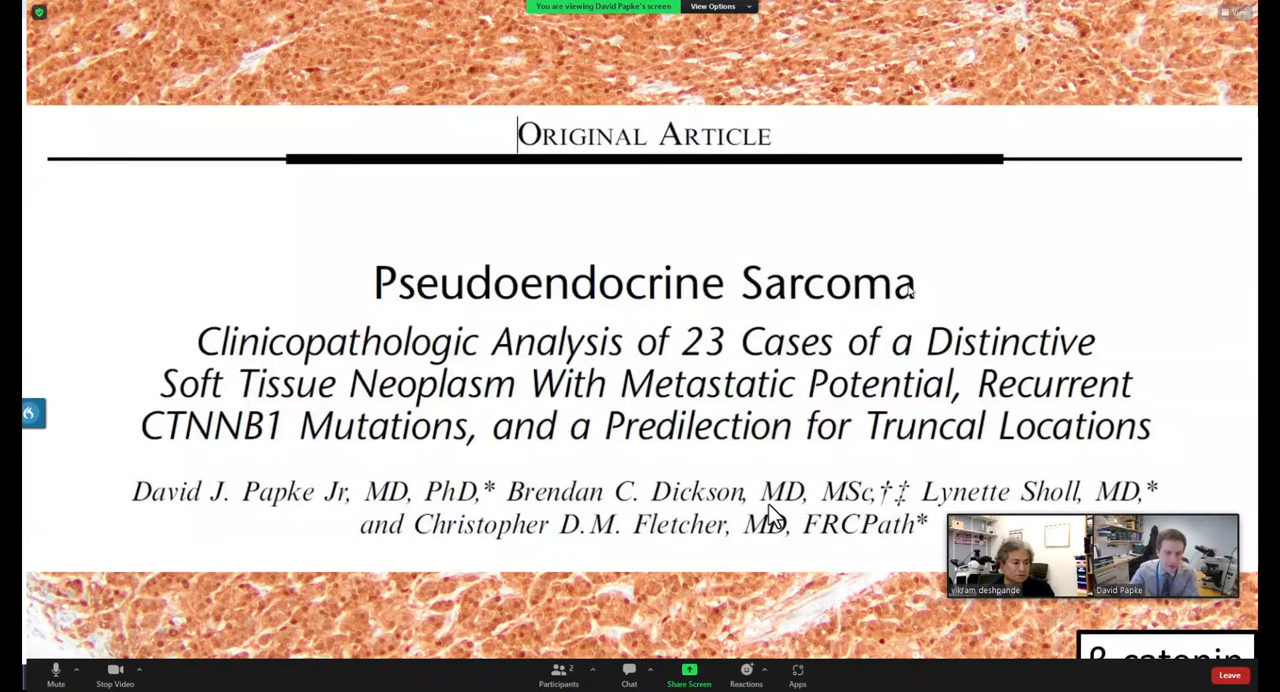 You are viewing David Papke's screen
View Options
View
ORIGINAL ARTICLE
Pseudoendocrine Sarcoma
Clinicopathologic Analysis of 23 Cases of a Distinctive
Soft Tissue Neoplasm With Metastatic Potential, Recurrent
CTNNB1 Mutations, and a Predilection for Truncal Locations
David J. Papke Jr, MD, PhD,* Brendan C. Dickson, MD, MSc,†‡ Lynette Sholl, MD,*
and Christopher D.M. Fletcher, MD, FRCPath*
vikram deshpande
David Papke
Mute
Stop Video
2
Participants
Chat
Share Screen
Reactions
Apps
Leave